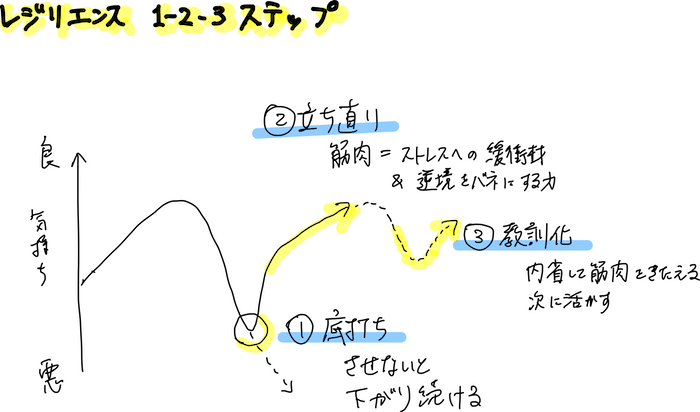 レジリエンス 1-2-3 ステップ
② 立ち直り
筋肉 = ストレスへの緩衝材
& 逆境をバネにする力
良
気持ち
悪
③ 教訓化
内省して筋肉をきたえる
次に活かす
① 底打ち
させないと
下がり続ける